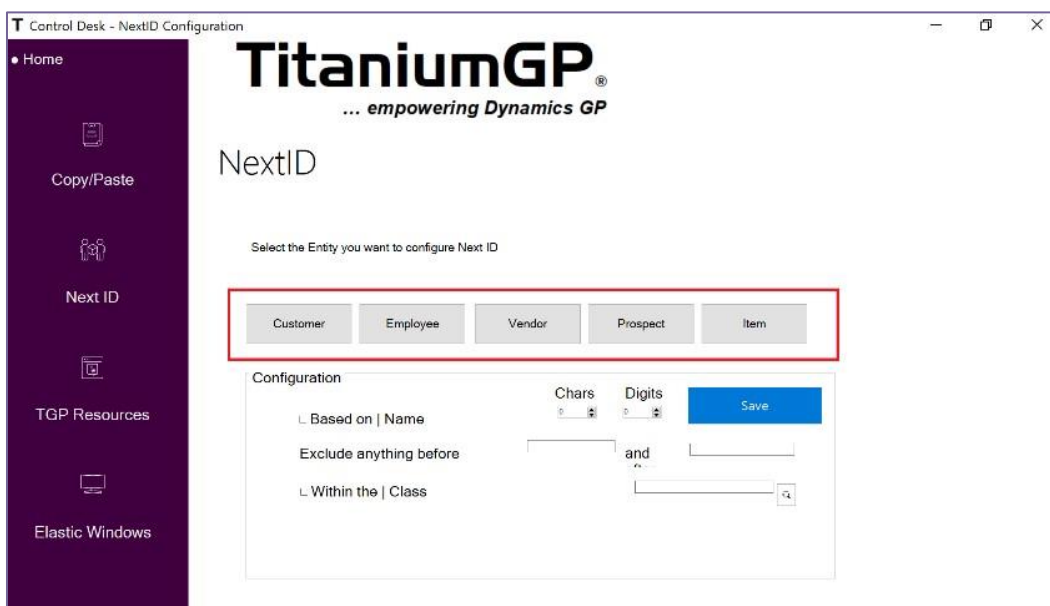 T Control Desk - NextID Configuration
Home
TitaniumGP®
... empowering Dynamics GP
Copy/Paste
NextID
Next ID
Select the Entity you want to configure Next ID
Customer Employee Vendor Prospect Item
TGP Resources
Configuration
Chars Digits
Based on | Name 0 0 Save
Exclude anything before and
Within the | Class
Elastic Windows